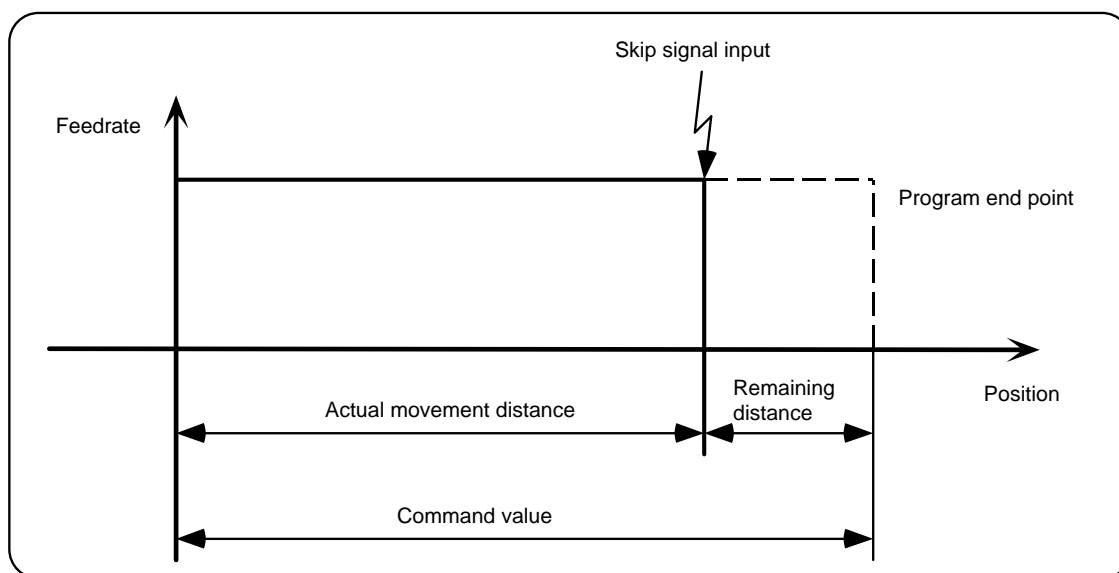 Skip signal input
Feedrate
Program end point
Remaining
distance
Position
Actual movement distance
Command value